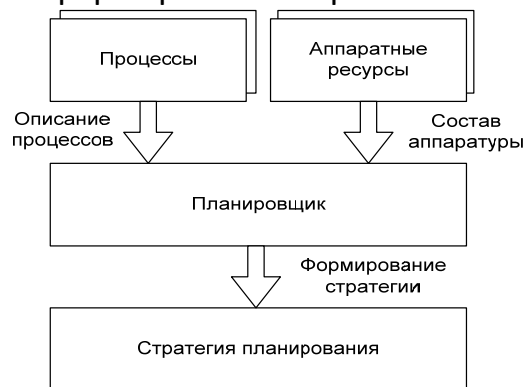 Процессы
Аппаратные
ресурсы
Описание
процессов
Состав
аппаратуры
Планировщик
Формирование
стратегии
Стратегия планирования